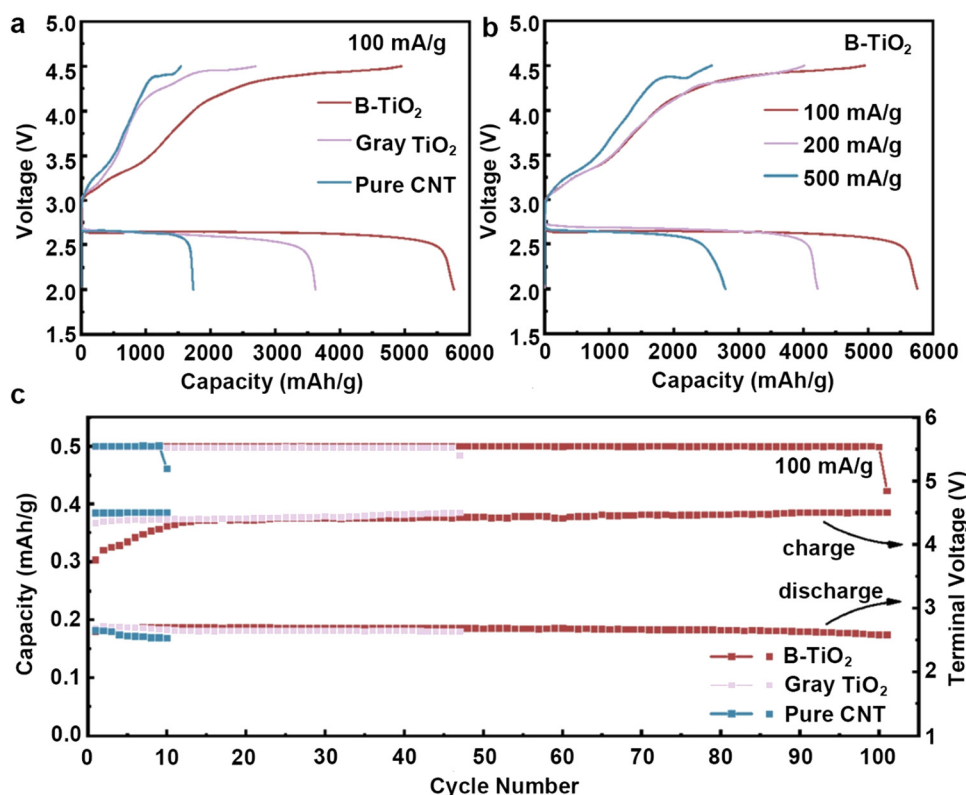 a
100 mA/g
B-TiO₂
Gray TiO₂
Pure CNT
5.0
4.5
4.0
3.5
3.0
2.5
2.0
1.5
Voltage (V)
0 1000 2000 3000 4000 5000 6000
Capacity (mAh/g)
b
B-TiO₂
100 mA/g
200 mA/g
500 mA/g
5.0
4.5
4.0
3.5
3.0
2.5
2.0
1.5
Voltage (V)
0 1000 2000 3000 4000 5000 6000
Capacity (mAh/g)
c
0.5
0.4
0.3
0.2
0.1
0.0
Capacity (mAh/g)
100 mA/g
charge
discharge
B-TiO₂
Gray TiO₂
Pure CNT
6
5
4
3
2
1
Terminal Voltage (V)
0 10 20 30 40 50 60 70 80 90 100
Cycle Number